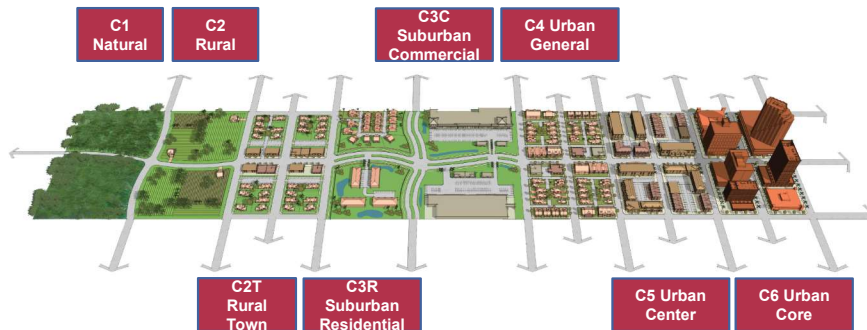 C1
Natural
C2
Rural
C3C
Suburban
Commercial
C4 Urban
General
C2T
Rural
Town
C3R
Suburban
Residential
C5 Urban
Center
C6 Urban
Core